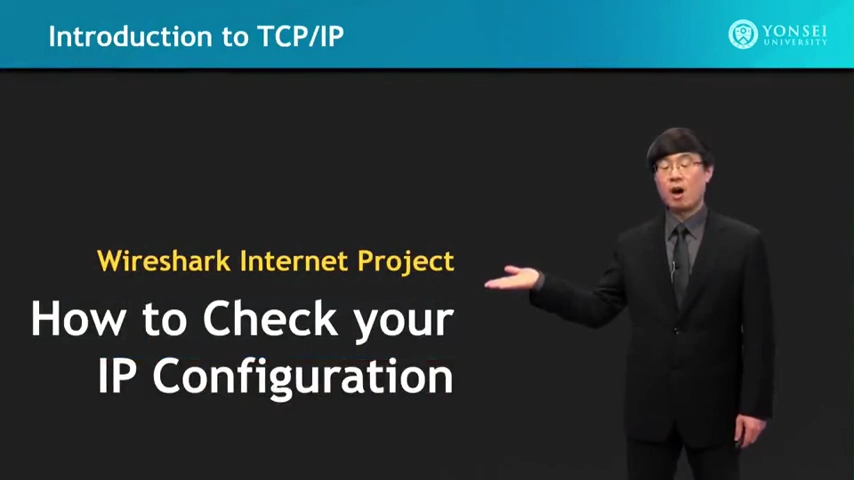 Introduction to TCP/IP
YONSEI
UNIVERSITY
Wireshark Internet Project
How to Check your
IP Configuration